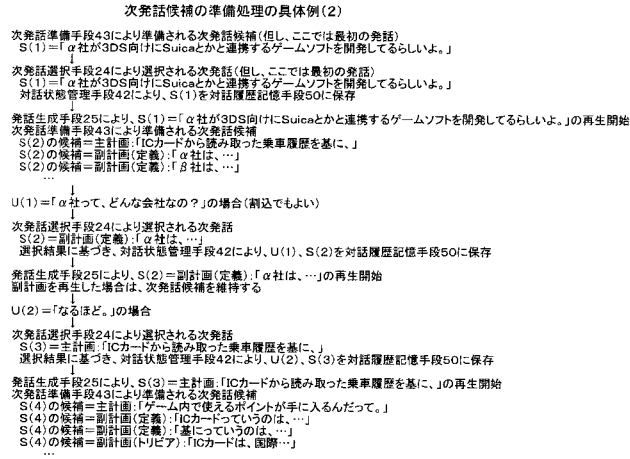 次発話候補の準備処理の具体例(2)
次発話準備手段43により準備される次発話候補(但し、ここでは最初の発話)
S(1)=「α社が3DS向けにSuicaとかと連携するゲームソフトを開発してるらしいよ。」
↓
次発話選択手段24により選択される次発話(但し、ここでは最初の発話)
S(1)=「α社が3DS向けにSuicaとかと連携するゲームソフトを開発してるらしいよ。」
対話状態管理手段42により、S(1)を対話履歴記憶手段50に保存
↓
発話生成手段25により、S(1)=「α社が3DS向けにSuicaとかと連携するゲームソフトを開発してるらしいよ。」の再生開始
次発話準備手段43により準備される次発話候補
S(2)の候補=主計画:「ICカードから読み取った乗車履歴を基に、」
S(2)の候補=副計画(定義):「α社は、…」
S(2)の候補=副計画(定義):「β社は、…」
…
↓
U(1)=「α社って、どんな会社なの?」の場合(割込でもよい)
↓
次発話選択手段24により選択される次発話
S(2)=副計画(定義):「α社は、…」
選択結果に基づき、対話状態管理手段42により、U(1)、S(2)を対話履歴記憶手段50に保存
↓
発話生成手段25により、S(2)=副計画(定義):「α社は、…」の再生開始
副計画を再生した場合は、次発話候補を維持する
↓
U(2)=「なるほど。」の場合
↓
次発話選択手段24により選択される次発話
S(3)=主計画:「ICカードから読み取った乗車履歴を基に、」
選択結果に基づき、対話状態管理手段42により、U(2)、S(3)を対話履歴記憶手段50に保存
↓
発話生成手段25により、S(3)=主計画:「ICカードから読み取った乗車履歴を基に、」の再生開始
次発話準備手段43により準備される次発話候補
S(4)の候補=主計画:「ゲーム内で使えるポイントが手に入るんだって。」
S(4)の候補=副計画(定義):「ICカードっていうのは、…」
S(4)の候補=副計画(定義):「基にっていうのは、…」
S(4)の候補=副計画(トリビア):「ICカードは、国際…」
…